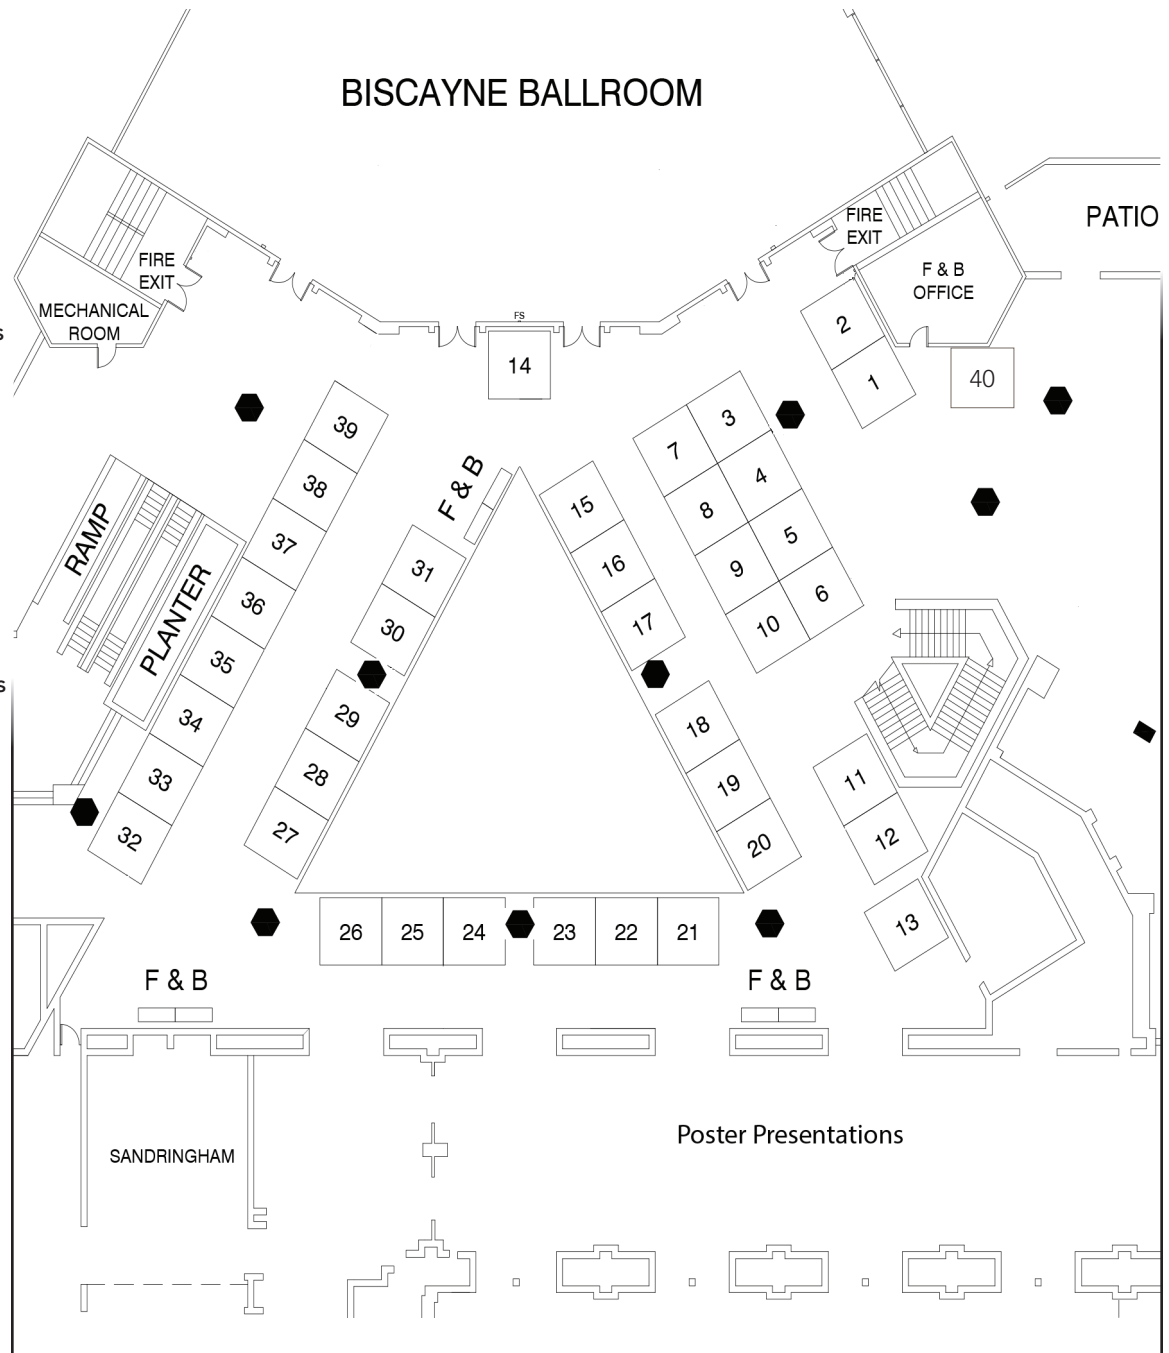 BISCAYNE BALLROOM
PATIO
FIRE
EXIT
F & B
OFFICE
FIRE
EXIT
MECHANICAL
ROOM
FS
s
14
2
1
40
39
38
37
36
35
34
33
32
RAMP
PLANTER
F & B
31
30
29
28
27
15
16
17
18
19
20
3
7
4
8
5
9
6
10
11
12
13
s
26
25
24
23
22
21
F & B
F & B
SANDRINGHAM
Poster Presentations